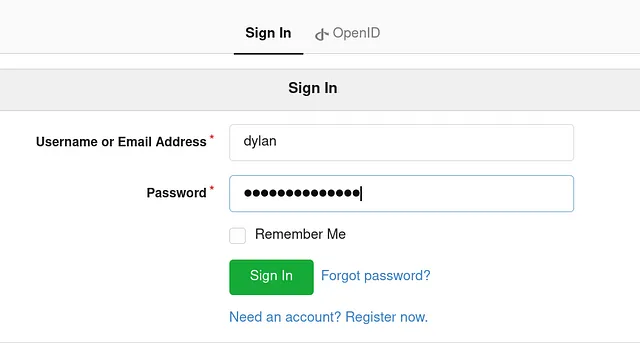 Sign In OpenID
Sign In
Username or Email Address *
dylan
Password *
●●●●●●●●●●●●●●
Remember Me
Sign In Forgot password?
Need an account? Register now.